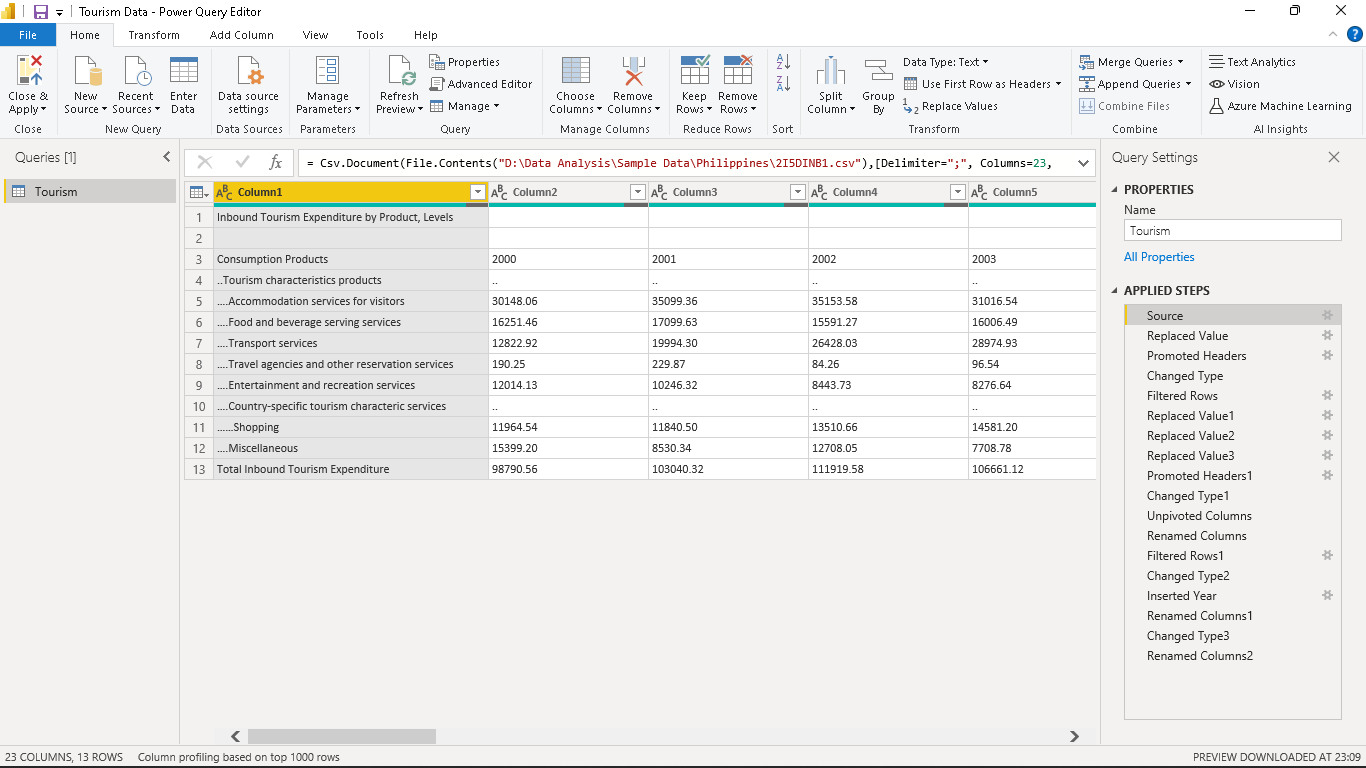 Tourism Data - Power Query Editor
File Home Transform Add Column View Tools Help
Close & Apply
Close
New Source
Recent Sources
Enter Data
New Query
Data source settings
Data Sources
Manage Parameters
Parameters
Refresh Preview
Properties
Advanced Editor
Manage
Query
Choose Columns
Remove Columns
Manage Columns
Keep Rows
Remove Rows
Reduce Rows
Sort
Split Column
Group By
Data Type: Text
Use First Row as Headers
Replace Values
Transform
Merge Queries
Append Queries
Combine Files
Combine
Text Analytics
Vision
Azure Machine Learning
AI Insights
Queries [1]
Tourism
fx
= Csv.Document(File.Contents("D:\Data Analysis\Sample Data\Philippines\2I5DINB1.csv"),[Delimiter=";", Columns=23,
Column1 Column2 Column3 Column4 Column5
1 Inbound Tourism Expenditure by Product, Levels
2
3 Consumption Products 2000 2001 2002 2003
4 ..Tourism characteristics products .. .. .. ..
5 ....Accommodation services for visitors 30148.06 35099.36 35153.58 31016.54
6 ....Food and beverage serving services 16251.46 17099.63 15591.27 16006.49
7 ....Transport services 12822.92 19994.30 26428.03 28974.93
8 ....Travel agencies and other reservation services 190.25 229.87 84.26 96.54
9 ....Entertainment and recreation services 12014.13 10246.32 8443.73 8276.64
10 ....Country-specific tourism characteric services .. .. .. ..
11 ......Shopping 11964.54 11840.50 13510.66 14581.20
12 ....Miscellaneous 15399.20 8530.34 12708.05 7708.78
13 Total Inbound Tourism Expenditure 98790.56 103040.32 111919.58 106661.12
Query Settings
PROPERTIES
Name
Tourism
All Properties
APPLIED STEPS
Source
Replaced Value
Promoted Headers
Changed Type
Filtered Rows
Replaced Value1
Replaced Value2
Replaced Value3
Promoted Headers1
Changed Type1
Unpivoted Columns
Renamed Columns
Filtered Rows1
Changed Type2
Inserted Year
Renamed Columns1
Changed Type3
Renamed Columns2
23 COLUMNS, 13 ROWS Column profiling based on top 1000 rows
PREVIEW DOWNLOADED AT 23:09